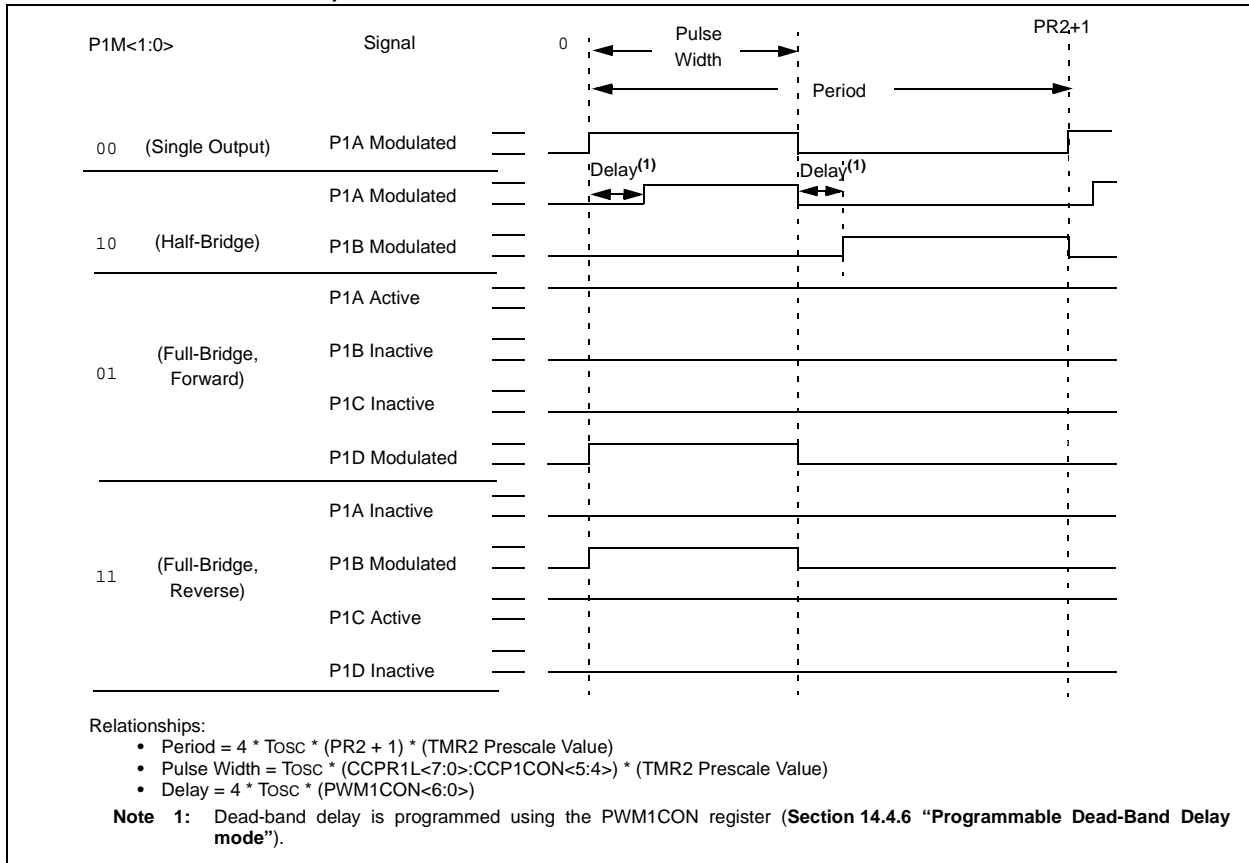 P1M<1:0> Signal 0 Pulse Width PR2+1
Period
00 (Single Output) P1A Modulated
Delay(1) Delay(1)
P1A Modulated
10 (Half-Bridge) P1B Modulated
P1A Active
01 (Full-Bridge, Forward) P1B Inactive
P1C Inactive
P1D Modulated
P1A Inactive
11 (Full-Bridge, Reverse) P1B Modulated
P1C Active
P1D Inactive
Relationships:
• Period = 4 * TOSC * (PR2 + 1) * (TMR2 Prescale Value)
• Pulse Width = TOSC * (CCPR1L<7:0>:CCP1CON<5:4>) * (TMR2 Prescale Value)
• Delay = 4 * TOSC * (PWM1CON<6:0>)
Note 1: Dead-band delay is programmed using the PWM1CON register (Section 14.4.6 “Programmable Dead-Band Delay
mode”).